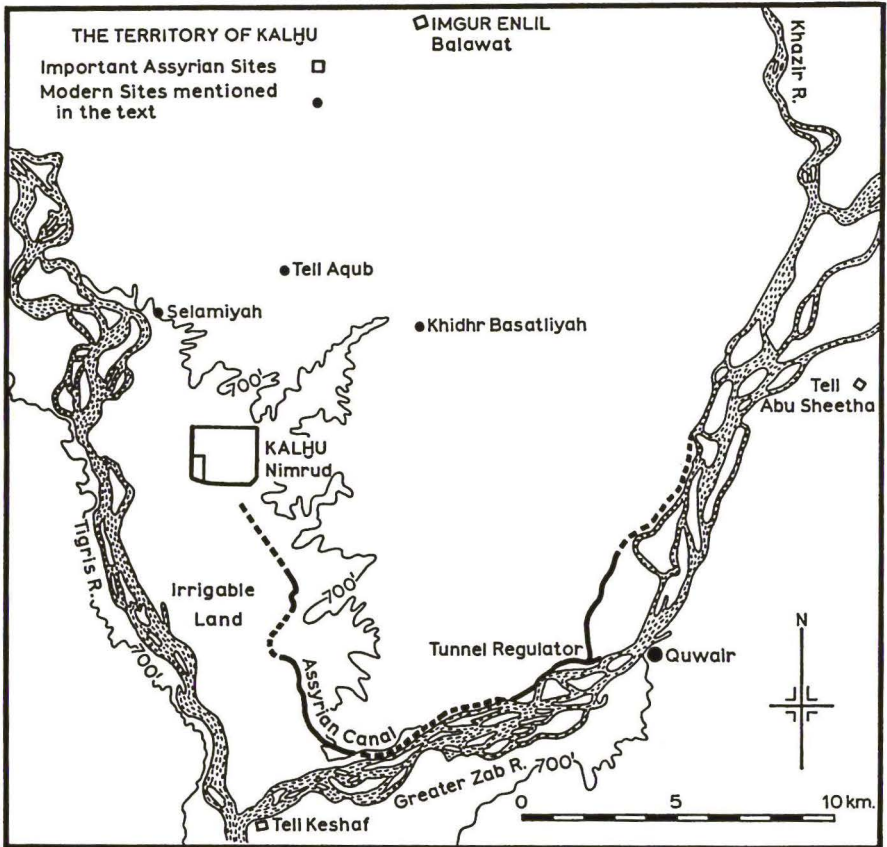 THE TERRITORY OF KALḪU
Important Assyrian Sites
Modern Sites mentioned
in the text
IMGUR ENLIL
Balawat
Khazir R.
Tell Aqub
Selamiyah
Khidhr Basatliyah
700'
Tell
Abu Sheetha
KALḪU
Nimrud
Tigris R.
Irrigable
Land
700'
700'
Tunnel Regulator
Quwair
N
Assyrian Canal
Greater Zab R.
700'
Tell Keshaf
0 5 10 km.